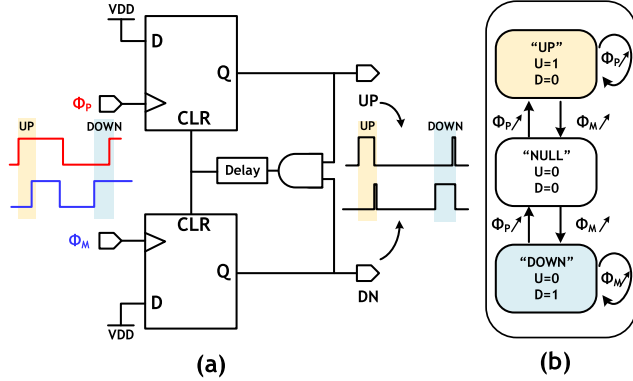 VDD
D
Q
ΦP
CLR
UP
DOWN
UP
UP
DOWN
Delay
ΦM
CLR
Q
D
VDD
DN
(a)
"UP"
U=1
D=0
ΦP
ΦP
ΦM
"NULL"
U=0
D=0
ΦP
ΦM
"DOWN"
U=0
D=1
ΦM
(b)